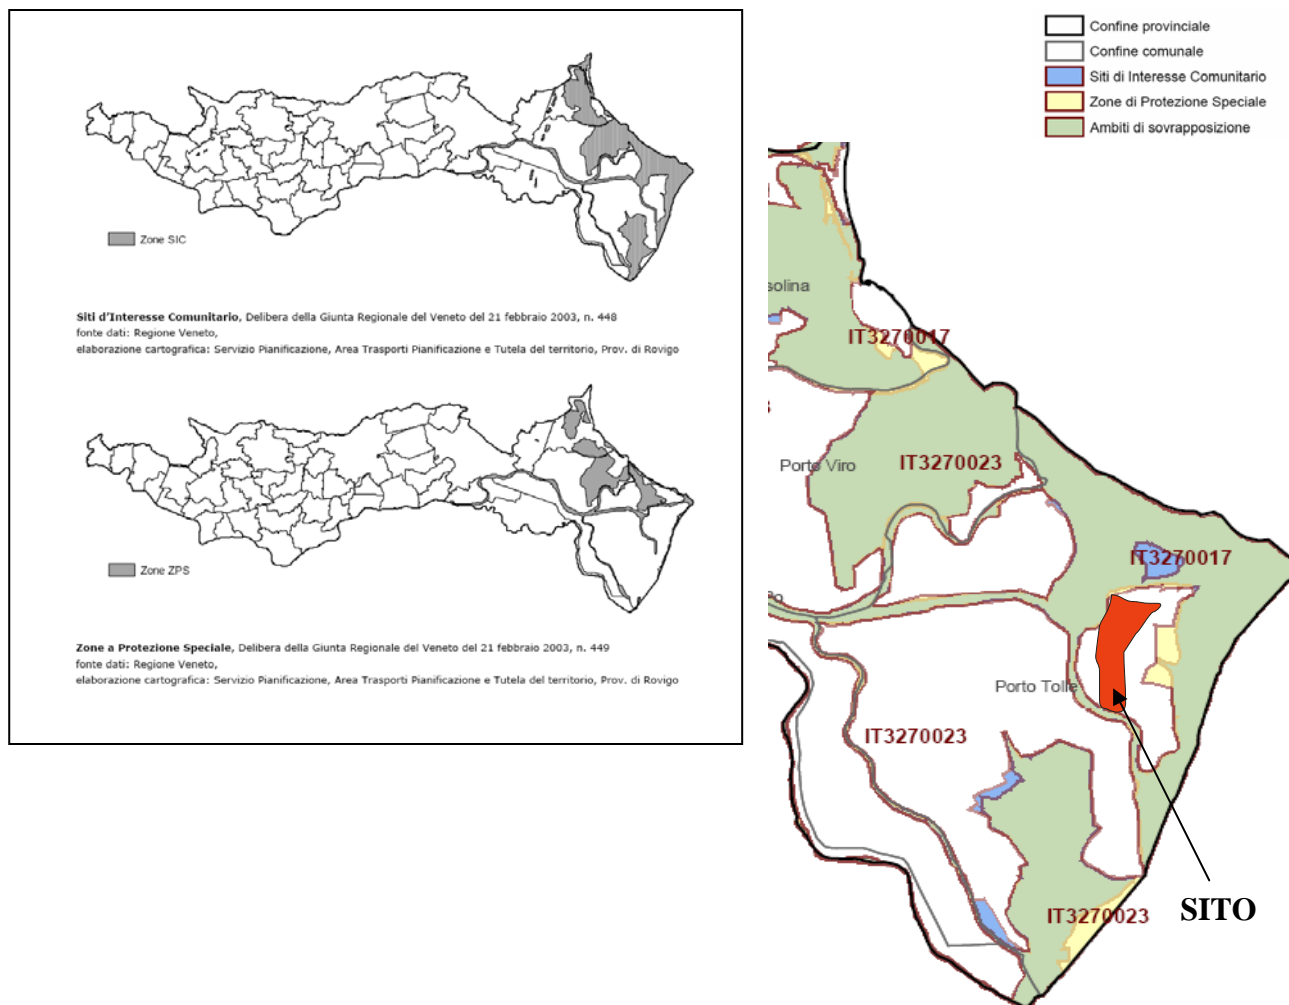 Zone SIC
Siti d'Interesse Comunitario, Delibera della Giunta Regionale del Veneto del 21 febbraio 2003, n. 448
fonte dati: Regione Veneto,
elaborazione cartografica: Servizio Pianificazione, Area Trasporti Pianificazione e Tutela del territorio, Prov. di Rovigo
Zone ZPS
Zone a Protezione Speciale, Delibera della Giunta Regionale del Veneto del 21 febbraio 2003, n. 449
fonte dati: Regione Veneto,
elaborazione cartografica: Servizio Pianificazione, Area Trasporti Pianificazione e Tutela del territorio, Prov. di Rovigo
Confine provinciale
Confine comunale
Siti di Interesse Comunitario
Zone di Protezione Speciale
Ambiti di sovrapposizione
solina
IT3270017
Porto Viro
IT3270023
IT3270017
Porto Tolle
IT3270023
IT3270023
SITO